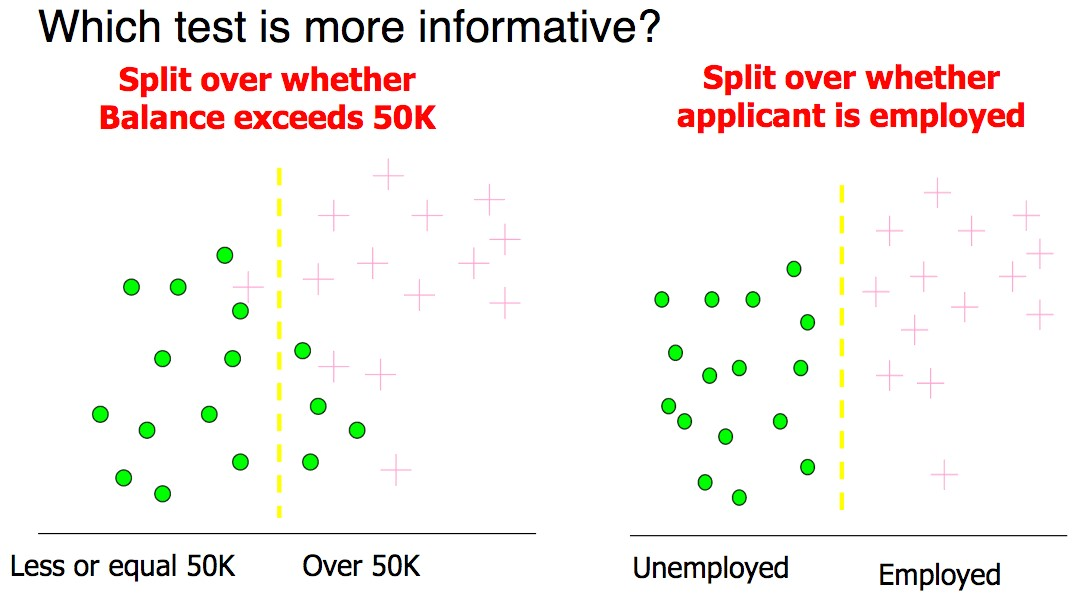 Which test is more informative?
Split over whether
Balance exceeds 50K
Split over whether
applicant is employed
Less or equal 50K
Over 50K
Unemployed
Employed